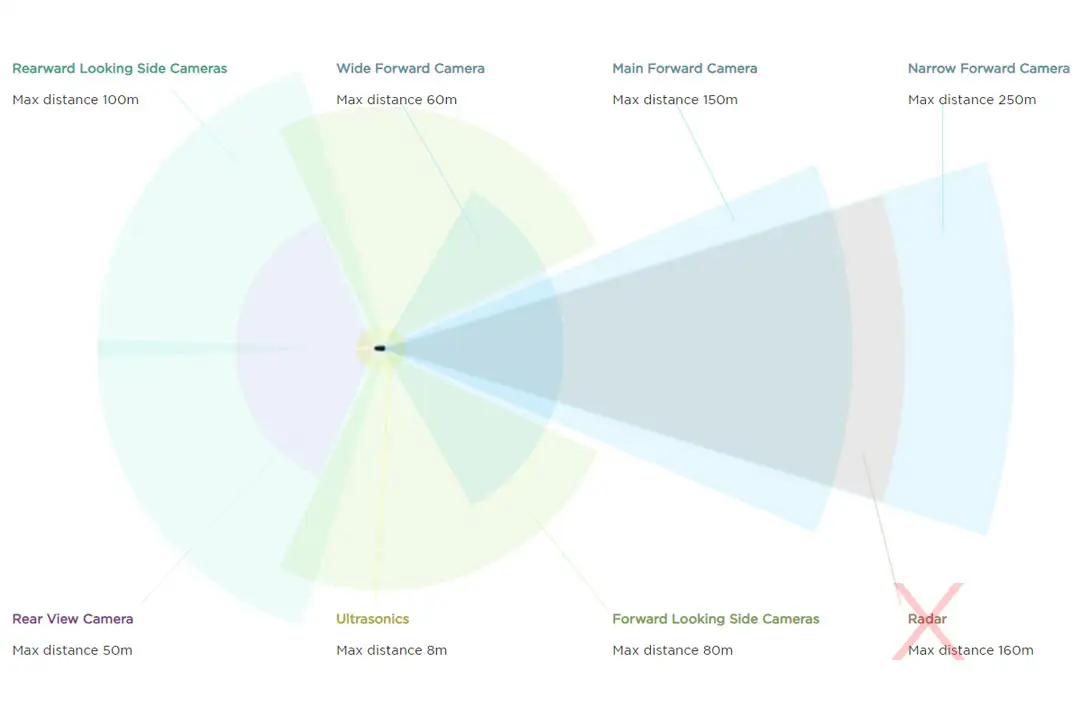 Rearward Looking Side Cameras
Max distance 100m
Wide Forward Camera
Max distance 60m
Main Forward Camera
Max distance 150m
Narrow Forward Camera
Max distance 250m
Rear View Camera
Max distance 50m
Ultrasonics
Max distance 8m
Forward Looking Side Cameras
Max distance 80m
Radar
Max distance 160m